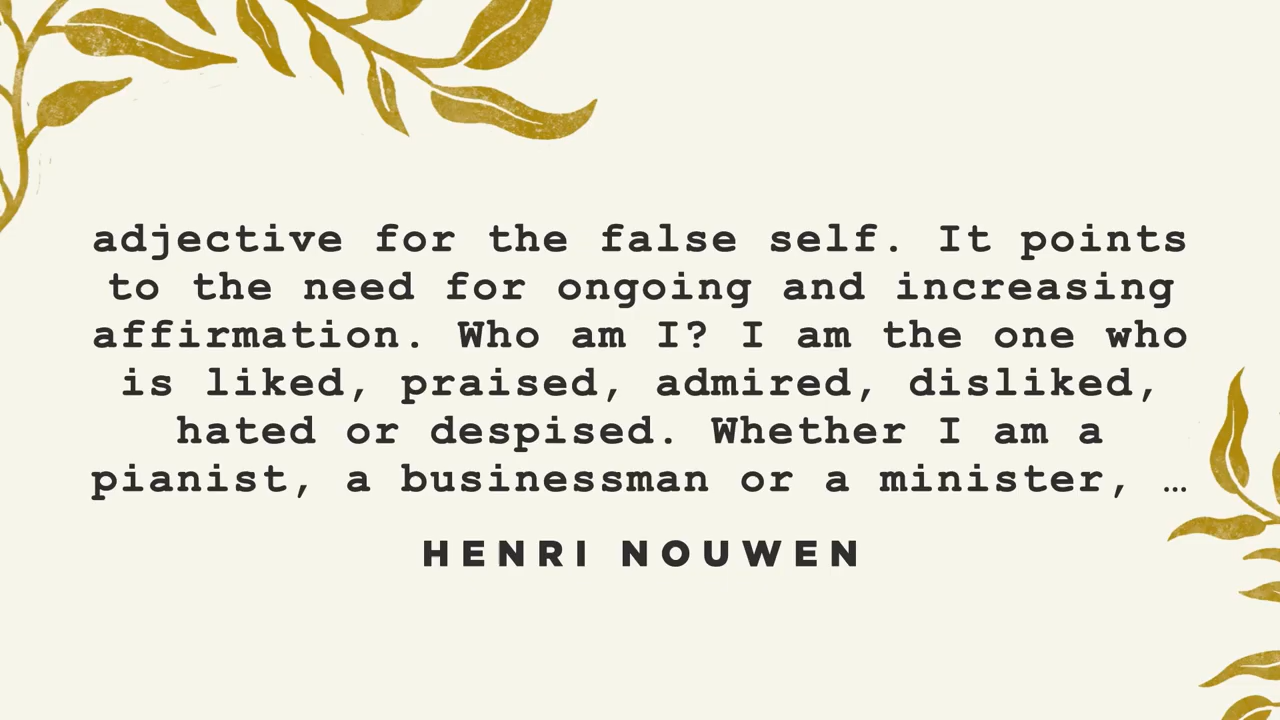 adjective for the false self. It points
to the need for ongoing and increasing
affirmation. Who am I? I am the one who
is liked, praised, admired, disliked,
hated or despised. Whether I am a
pianist, a businessman or a minister, …
HENRI NOUWEN